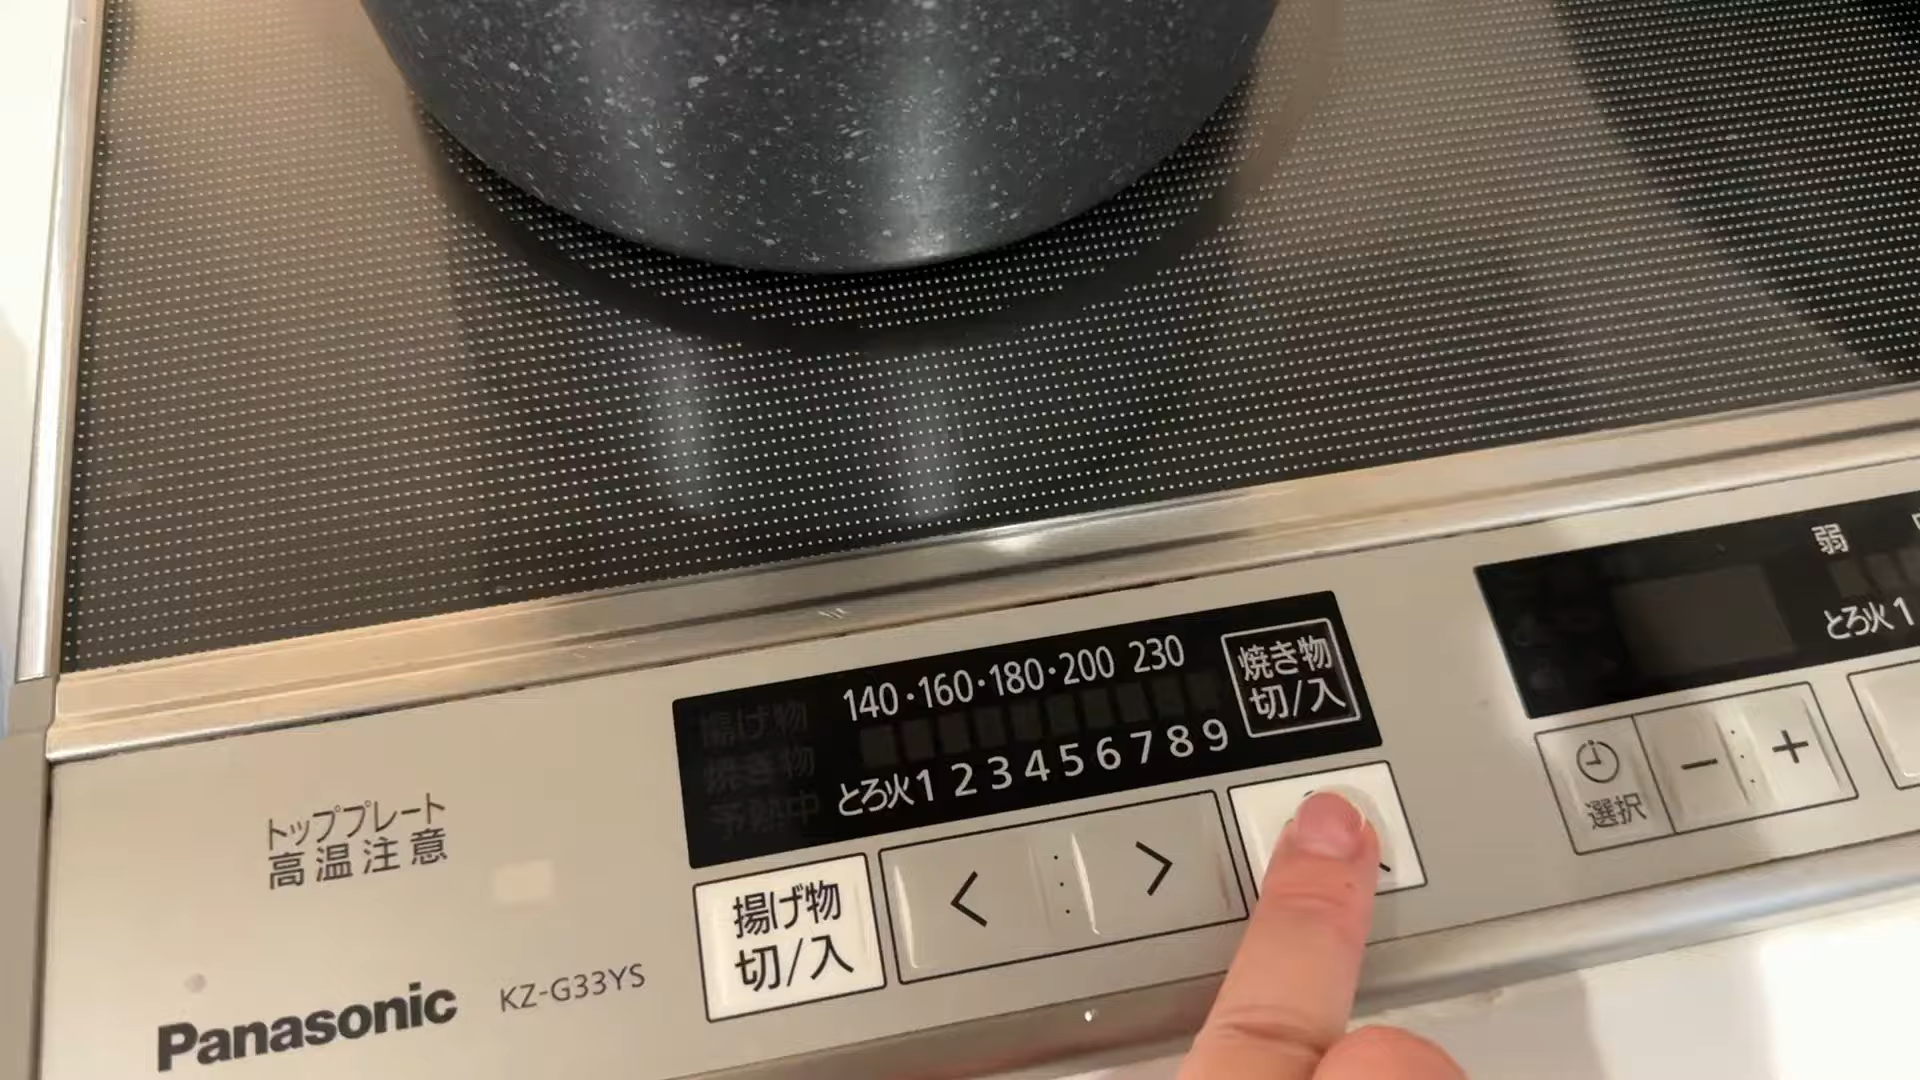 弱
とろ火1
140・160・180・200 230
焼き物
切/入
揚げ物
焼き物
予熱中
とろ火1 2 3 4 5 6 7 8 9
− +
選択
トッププレート
高温注意
揚げ物
切/入
< >
Panasonic KZ-G33YS